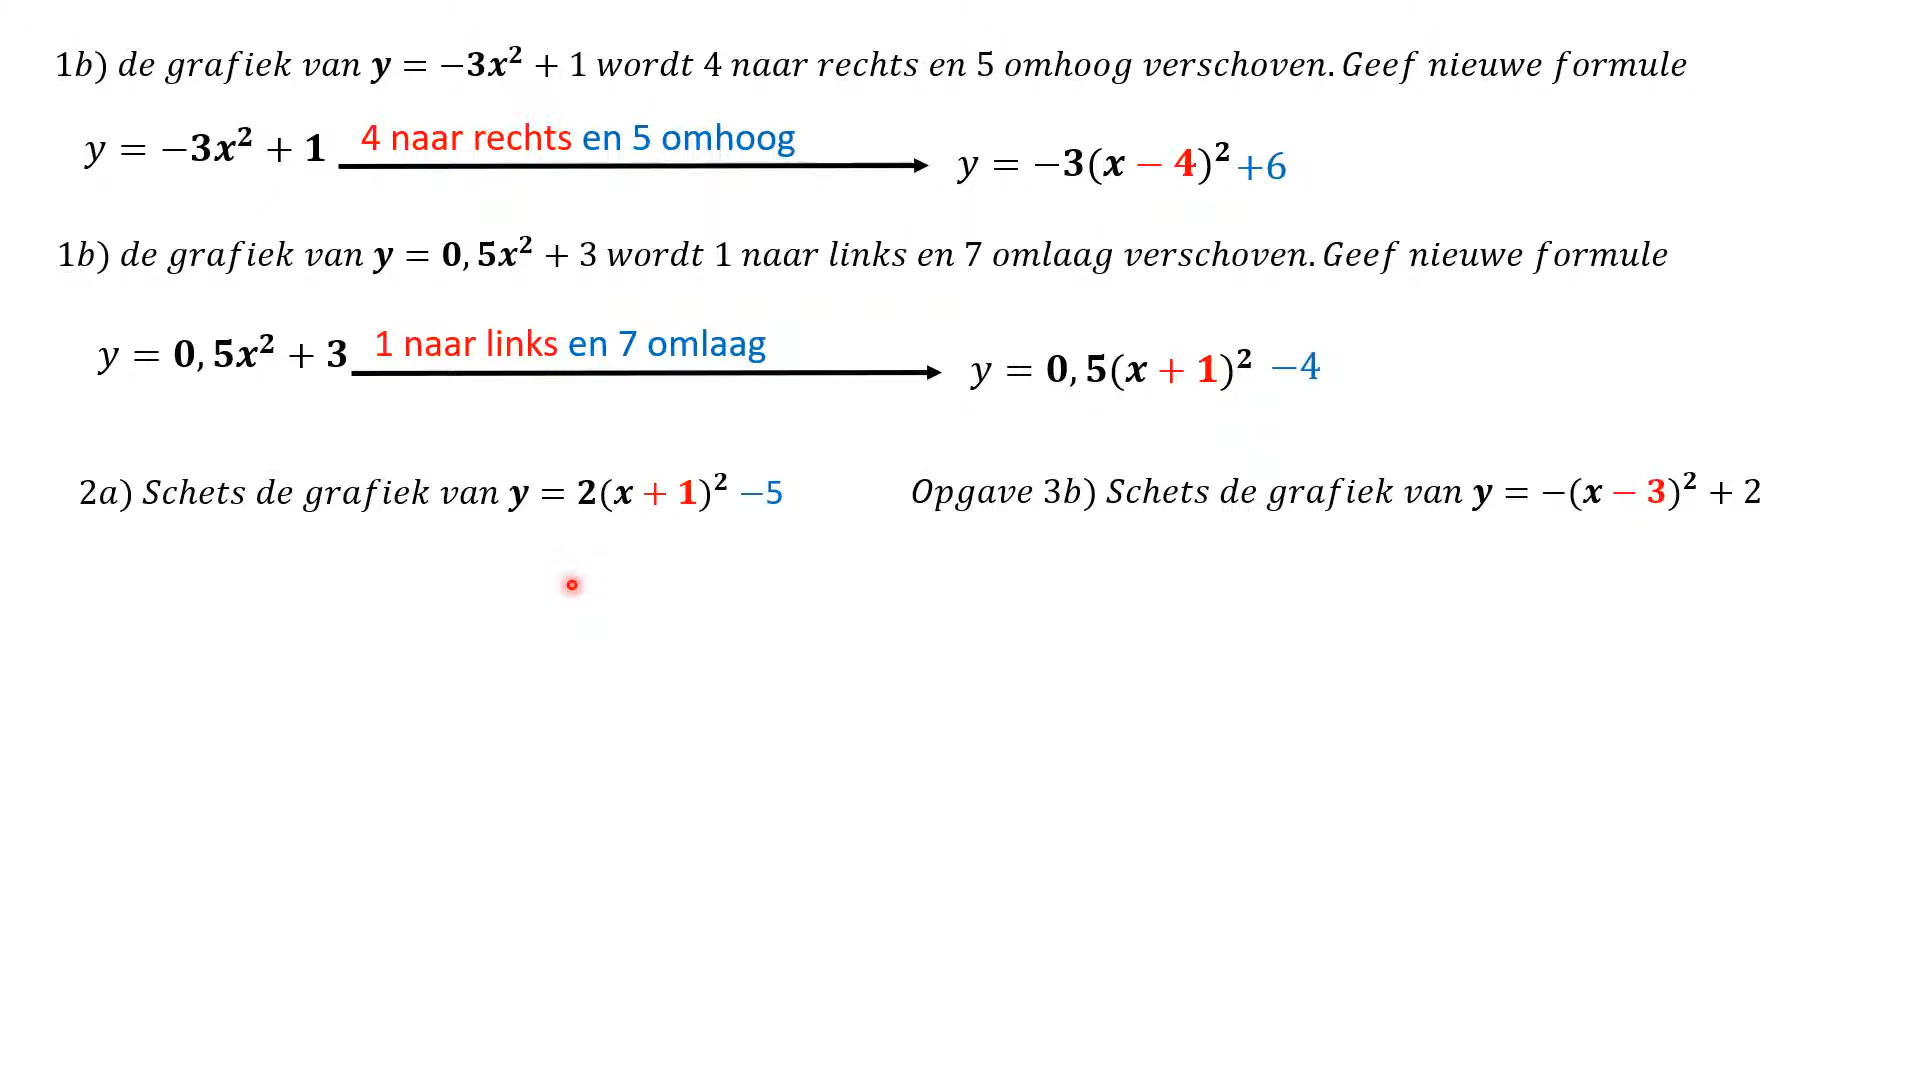 1b) de grafiek van y = −3x² + 1 wordt 4 naar rechts en 5 omhoog verschoven. Geef nieuwe formule
y = −3x² + 1 4 naar rechts en 5 omhoog y = −3(x − 4)² +6
1b) de grafiek van y = 0,5x² + 3 wordt 1 naar links en 7 omlaag verschoven. Geef nieuwe formule
y = 0,5x² + 3 1 naar links en 7 omlaag y = 0,5(x + 1)² −4
2a) Schets de grafiek van y = 2(x + 1)² −5
Opgave 3b) Schets de grafiek van y = −(x − 3)² + 2